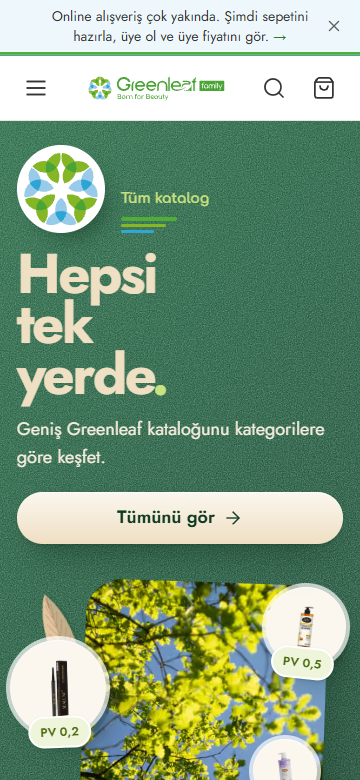 Online alışveriş çok yakında. Şimdi sepetini
hazırla, üye ol ve üye fiyatını gör. →
Greenleaf family
Born for Beauty
Tüm katalog
Hepsi
tek
yerde.
Geniş Greenleaf kataloğunu kategorilere
göre keşfet.
Tümünü gör →
PV 0,5
PV 0,2